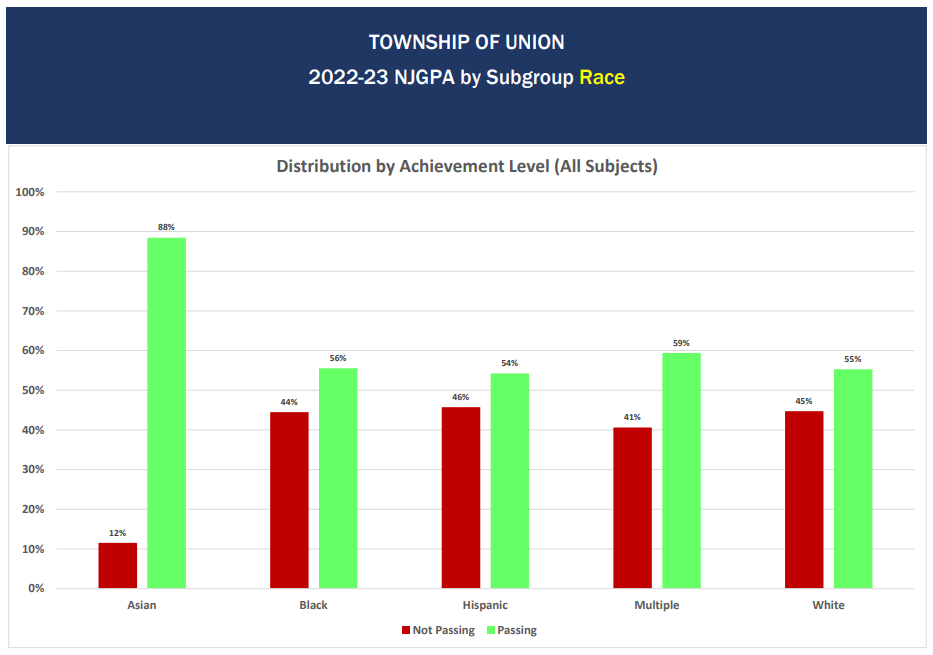 TOWNSHIP OF UNION
2022-23 NJGPA by Subgroup Race
Distribution by Achievement Level (All Subjects)
100%
90%
80%
70%
60%
50%
40%
30%
20%
10%
0%
12%
88%
44%
56%
46%
54%
41%
59%
45%
55%
Asian
Black
Hispanic
Multiple
White
Not Passing
Passing